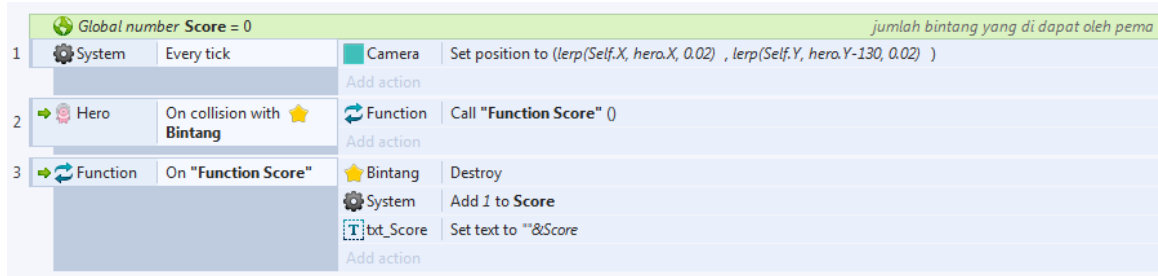 Global number Score = 0 jumlah bintang yang di dapat oleh pema
1 System Every tick Camera Set position to (lerp(Self.X, hero.X, 0.02) , lerp(Self.Y, hero.Y-130, 0.02) )
Add action
2 Hero On collision with Bintang Function Call "Function Score" ()
Add action
3 Function On "Function Score" Bintang Destroy
System Add 1 to Score
T txt_Score Set text to ""&Score
Add action